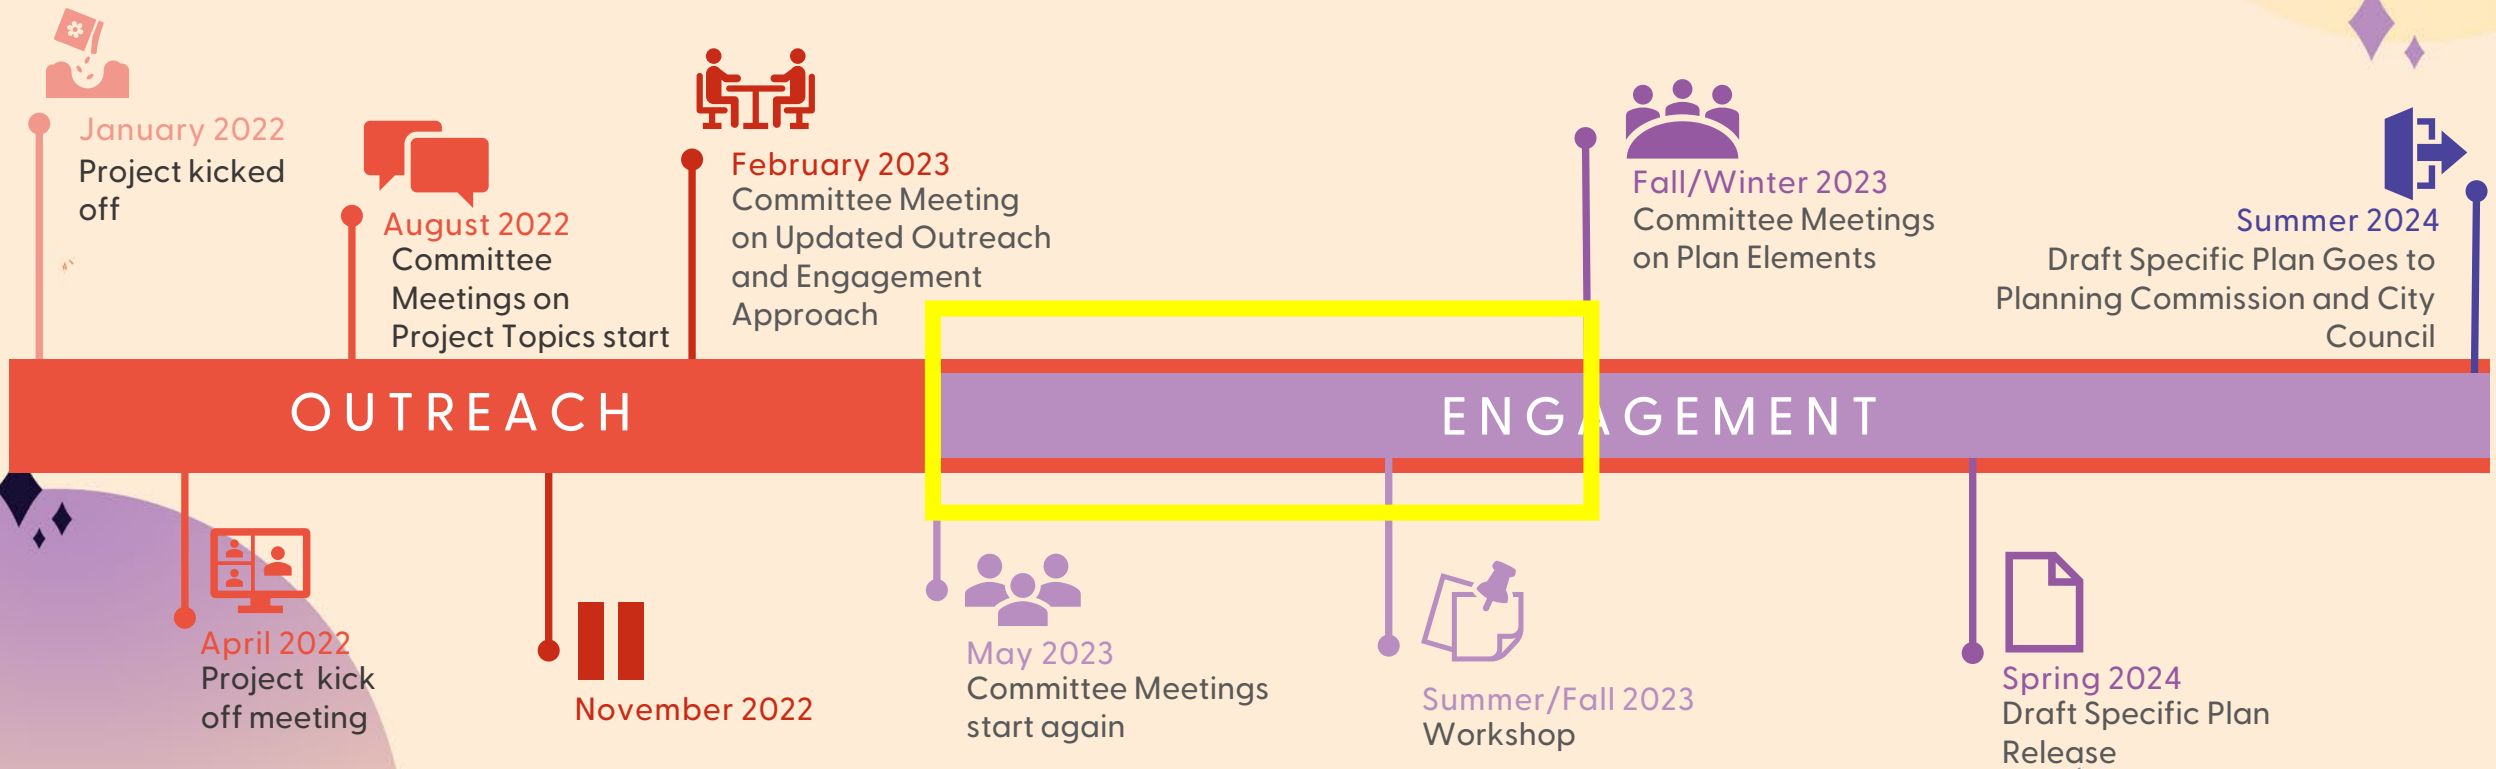 January 2022
Project kicked
off
August 2022
Committee
Meetings on
Project Topics start
February 2023
Committee Meeting
on Updated Outreach
and Engagement
Approach
Fall/Winter 2023
Committee Meetings
on Plan Elements
Summer 2024
Draft Specific Plan Goes to
Planning Commission and City
Council
OUTREACH
ENGAGEMENT
April 2022
Project kick
off meeting
November 2022
May 2023
Committee Meetings
start again
Summer/Fall 2023
Workshop
Spring 2024
Draft Specific Plan
Release